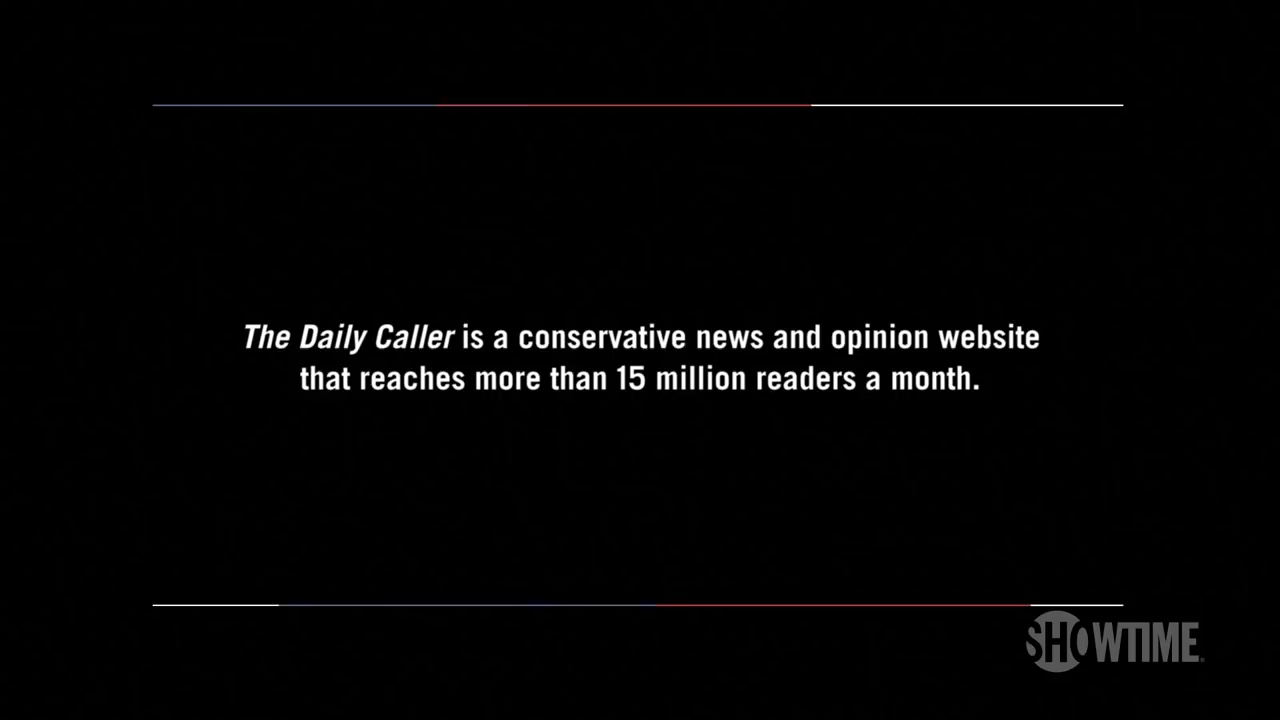 The Daily Caller is a conservative news and opinion website
that reaches more than 15 million readers a month.
SHOWTIME